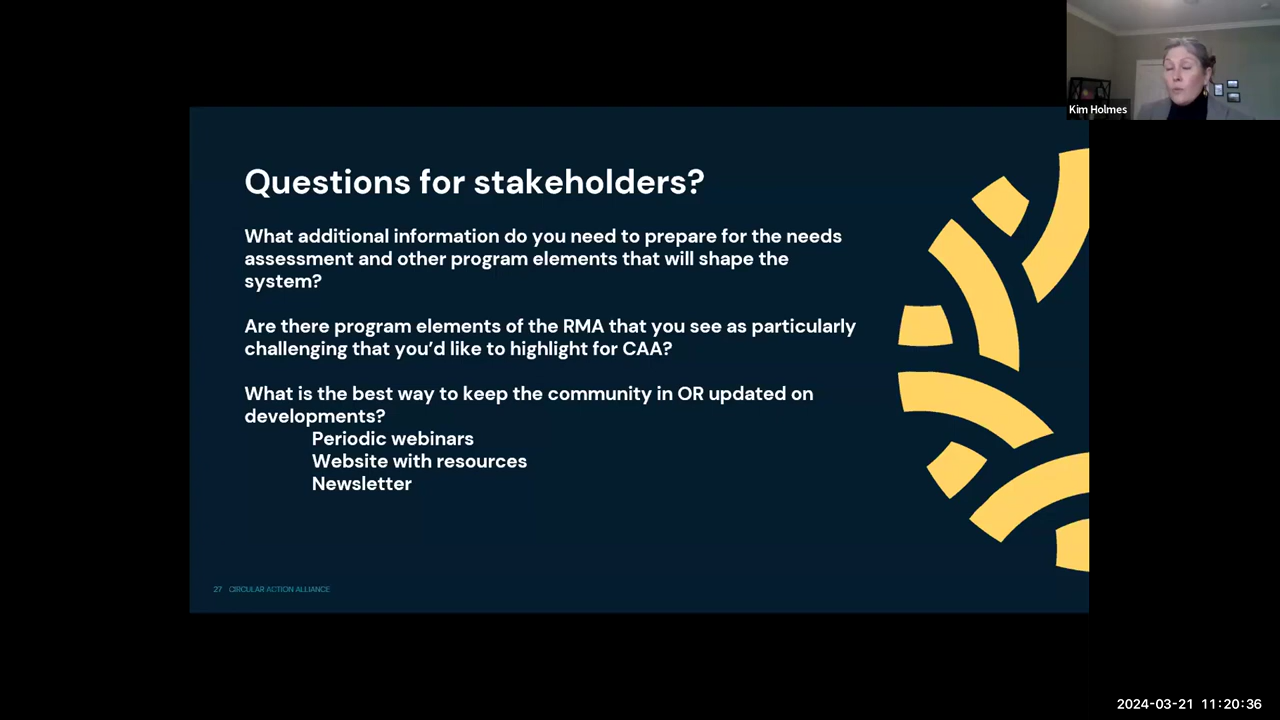 Kim Holmes
Questions for stakeholders?
What additional information do you need to prepare for the needs
assessment and other program elements that will shape the
system?
Are there program elements of the RMA that you see as particularly
challenging that you’d like to highlight for CAA?
What is the best way to keep the community in OR updated on
developments?
Periodic webinars
Website with resources
Newsletter
27 CIRCULAR ACTION ALLIANCE
2024-03-21 11:20:36